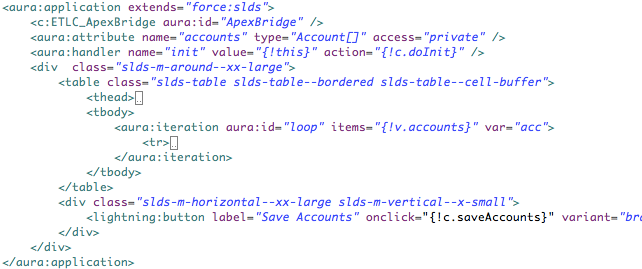 <aura:application extends="force:slds">
<c:ETLC_ApexBridge aura:id="ApexBridge" />
<aura:attribute name="accounts" type="Account[]" access="private" />
<aura:handler name="init" value="{!this}" action="{!c.doInit}" />
<div  class="slds-m-around--xx-large">
<table class="slds-table slds-table--bordered slds-table--cell-buffer">
<thead>..
<tbody>
<aura:iteration aura:id="loop" items="{!v.accounts}" var="acc">
<tr>..
</aura:iteration>
</tbody>
</table>
<div class="slds-m-horizontal--xx-large slds-m-vertical--x-small">
<lightning:button label="Save Accounts" onclick="{!c.saveAccounts}" variant="bra
</div>
</div>
</aura:application>